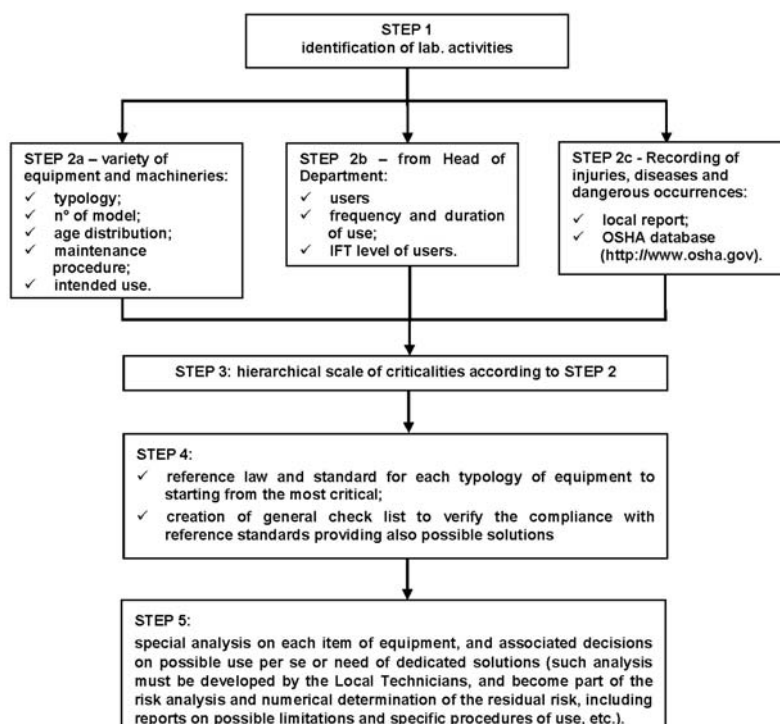 STEP 1
identification of lab. activities
STEP 2a – variety of
equipment and machineries:
✓ typology;
✓ n° of model;
✓ age distribution;
✓ maintenance
procedure;
✓ intended use.
STEP 2b – from Head of
Department:
✓ users
✓ frequency and duration
of use;
✓ IFT level of users.
STEP 2c - Recording of
injuries, diseases and
dangerous occurrences:
✓ local report;
✓ OSHA database
(http://www.osha.gov).
STEP 3: hierarchical scale of criticalities according to STEP 2
STEP 4:
✓ reference law and standard for each typology of equipment to
starting from the most critical;
✓ creation of general check list to verify the compliance with
reference standards providing also possible solutions
STEP 5:
special analysis on each item of equipment, and associated decisions
on possible use per se or need of dedicated solutions (such analysis
must be developed by the Local Technicians, and become part of the
risk analysis and numerical determination of the residual risk, including
reports on possible limitations and specific procedures of use, etc.).